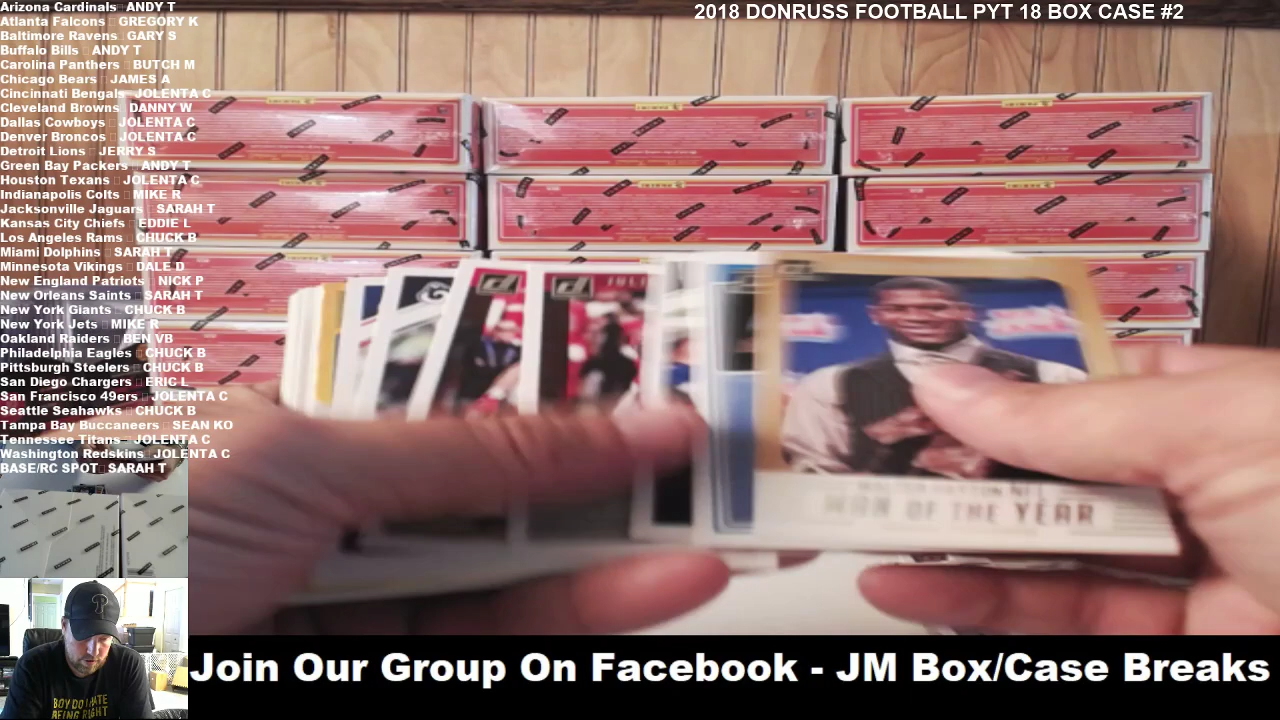 Arizona Cardinals ANDY T
Atlanta Falcons GREGORY K
Baltimore Ravens GARY S
Buffalo Bills ANDY T
Carolina Panthers BUTCH M
Chicago Bears JAMES A
Cincinnati Bengals JOLENTA C
Cleveland Browns DANNY W
Dallas Cowboys JOLENTA C
Denver Broncos JOLENTA C
Detroit Lions JERRY S
Green Bay Packers ANDY T
Houston Texans JOLENTA C
Indianapolis Colts MIKE R
Jacksonville Jaguars SARAH T
Kansas City Chiefs EDDIE L
Los Angeles Rams CHUCK B
Miami Dolphins SARAH T
Minnesota Vikings DALE D
New England Patriots NICK P
New Orleans Saints SARAH T
New York Giants CHUCK B
New York Jets MIKE R
Oakland Raiders BEN VB
Philadelphia Eagles CHUCK B
Pittsburgh Steelers CHUCK B
San Diego Chargers ERIC L
San Francisco 49ers JOLENTA C
Seattle Seahawks CHUCK B
Tampa Bay Buccaneers SEAN KO
Tennessee Titans JOLENTA C
Washington Redskins JOLENTA C
BASE/RC SPOT SARAH T
2018 DONRUSS FOOTBALL PYT 18 BOX CASE #2
MAN OF THE YEAR
BOY DO I HATE
BEING RIGHT
Join Our Group On Facebook - JM Box/Case Breaks